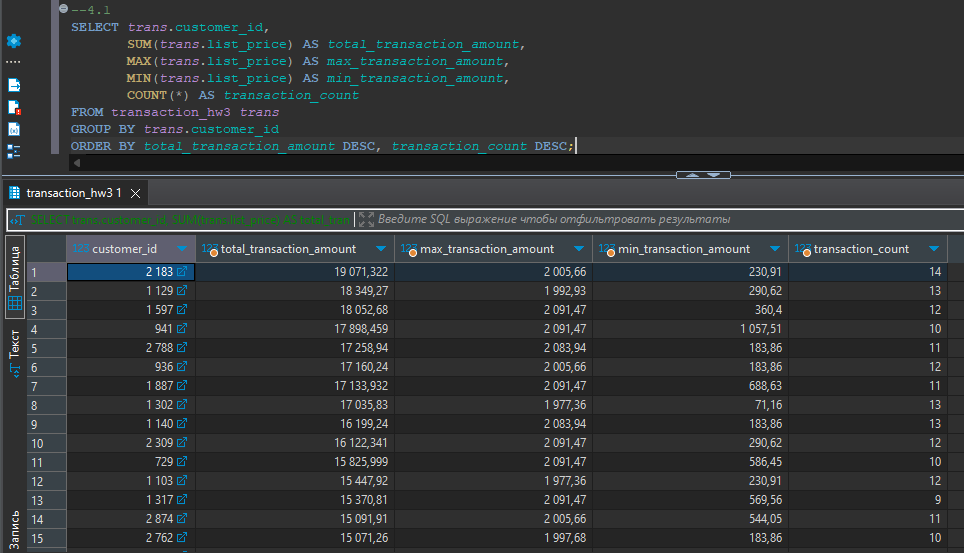 --4.1
SELECT trans.customer_id,
SUM(trans.list_price) AS total_transaction_amount,
MAX(trans.list_price) AS max_transaction_amount,
MIN(trans.list_price) AS min_transaction_amount,
COUNT(*) AS transaction_count
FROM transaction_hw3 trans
GROUP BY trans.customer_id
ORDER BY total_transaction_amount DESC, transaction_count DESC;
transaction_hw3 1
SELECT trans.customer_id, SUM(trans.list_price) AS total_tran Введите SQL выражение чтобы отфильтровать результаты
Таблица
Текст
Запись
123 customer_id 123 total_transaction_amount 123 max_transaction_amount 123 min_transaction_amount 123 transaction_count
1 2 183 19 071,322 2 005,66 230,91 14
2 1 129 18 349,27 1 992,93 290,62 13
3 1 597 18 052,68 2 091,47 360,4 12
4 941 17 898,459 2 091,47 1 057,51 10
5 2 788 17 258,94 2 083,94 183,86 11
6 936 17 160,24 2 005,66 183,86 12
7 1 887 17 133,932 2 091,47 688,63 11
8 1 302 17 035,83 1 977,36 71,16 13
9 1 140 16 199,24 2 083,94 183,86 13
10 2 309 16 122,341 2 091,47 290,62 12
11 729 15 825,999 2 091,47 586,45 10
12 1 103 15 447,92 1 977,36 230,91 12
13 1 317 15 370,81 2 091,47 569,56 9
14 2 874 15 091,91 2 005,66 544,05 11
15 2 762 15 071,26 1 997,68 183,86 10